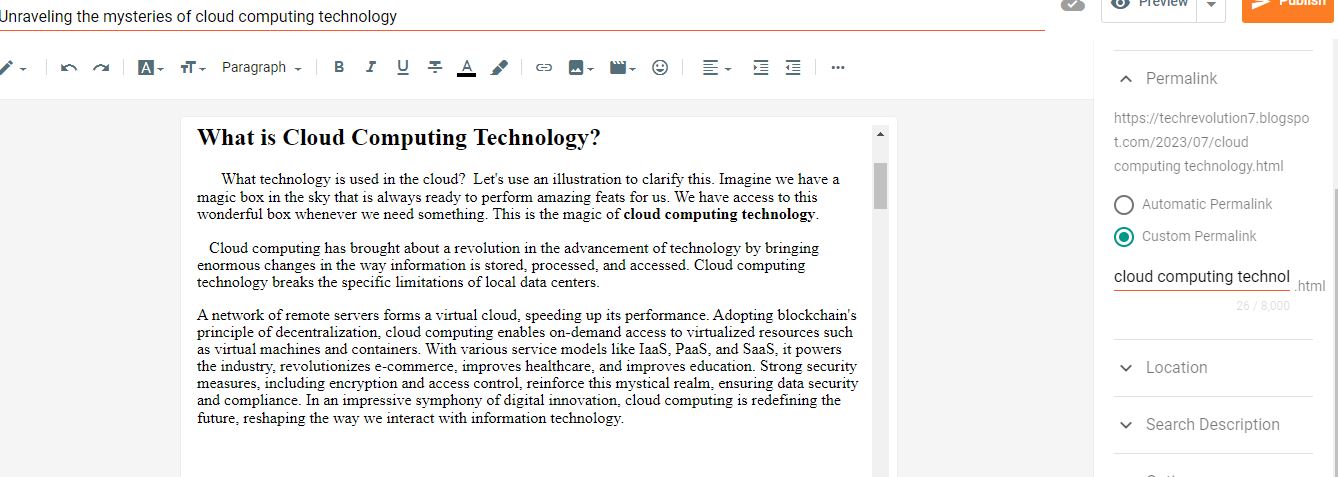 Unraveling the mysteries of cloud computing technology
Preview
Publish
A
TT
Paragraph
B
I
U
A
Permalink
https://techrevolution7.blogspo
t.com/2023/07/cloud
computing technology.html
Automatic Permalink
Custom Permalink
cloud computing technol
.html
26 / 8,000
Location
Search Description
What is Cloud Computing Technology?
What technology is used in the cloud?  Let's use an illustration to clarify this. Imagine we have a
magic box in the sky that is always ready to perform amazing feats for us. We have access to this
wonderful box whenever we need something. This is the magic of cloud computing technology.
Cloud computing has brought about a revolution in the advancement of technology by bringing
enormous changes in the way information is stored, processed, and accessed. Cloud computing
technology breaks the specific limitations of local data centers.
A network of remote servers forms a virtual cloud, speeding up its performance. Adopting blockchain's
principle of decentralization, cloud computing enables on-demand access to virtualized resources such
as virtual machines and containers. With various service models like IaaS, PaaS, and SaaS, it powers
the industry, revolutionizes e-commerce, improves healthcare, and improves education. Strong security
measures, including encryption and access control, reinforce this mystical realm, ensuring data security
and compliance. In an impressive symphony of digital innovation, cloud computing is redefining the
future, reshaping the way we interact with information technology.